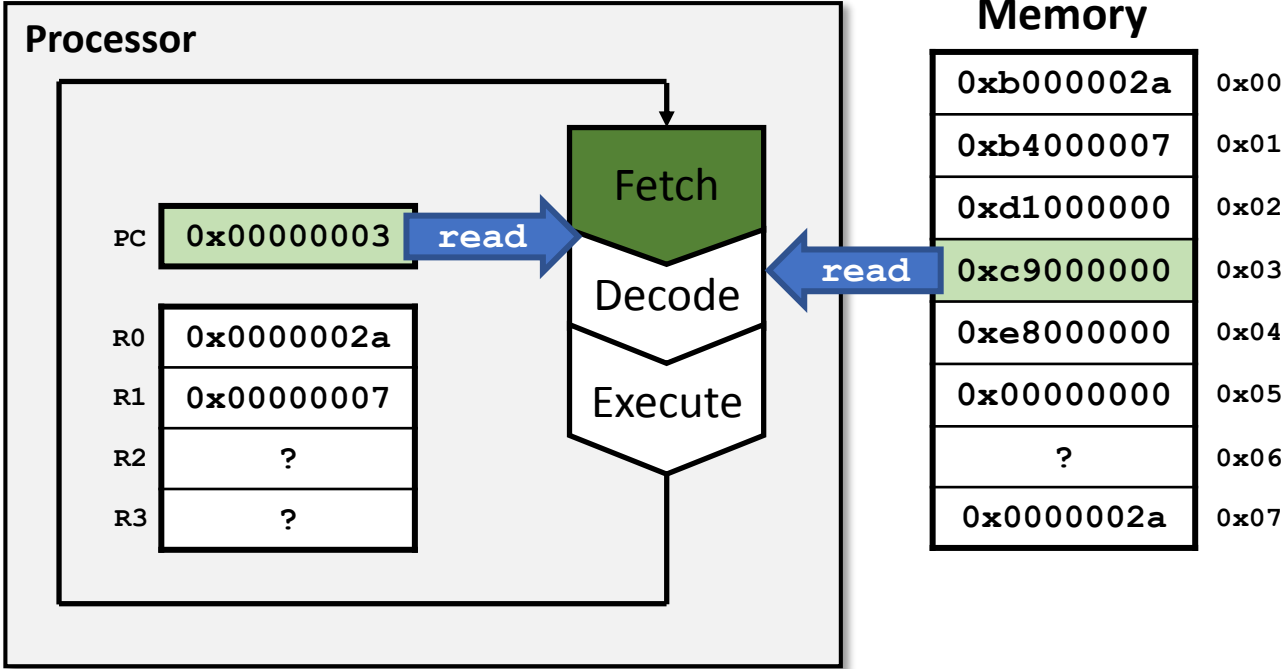 Processor
Memory
0xb000002a 0x00
0xb4000007 0x01
Fetch
0xd1000000 0x02
PC 0x00000003 read
read 0xc9000000 0x03
Decode
R0 0x0000002a
0xe8000000 0x04
R1 0x00000007
Execute
0x00000000 0x05
R2 ?
? 0x06
R3 ?
0x0000002a 0x07